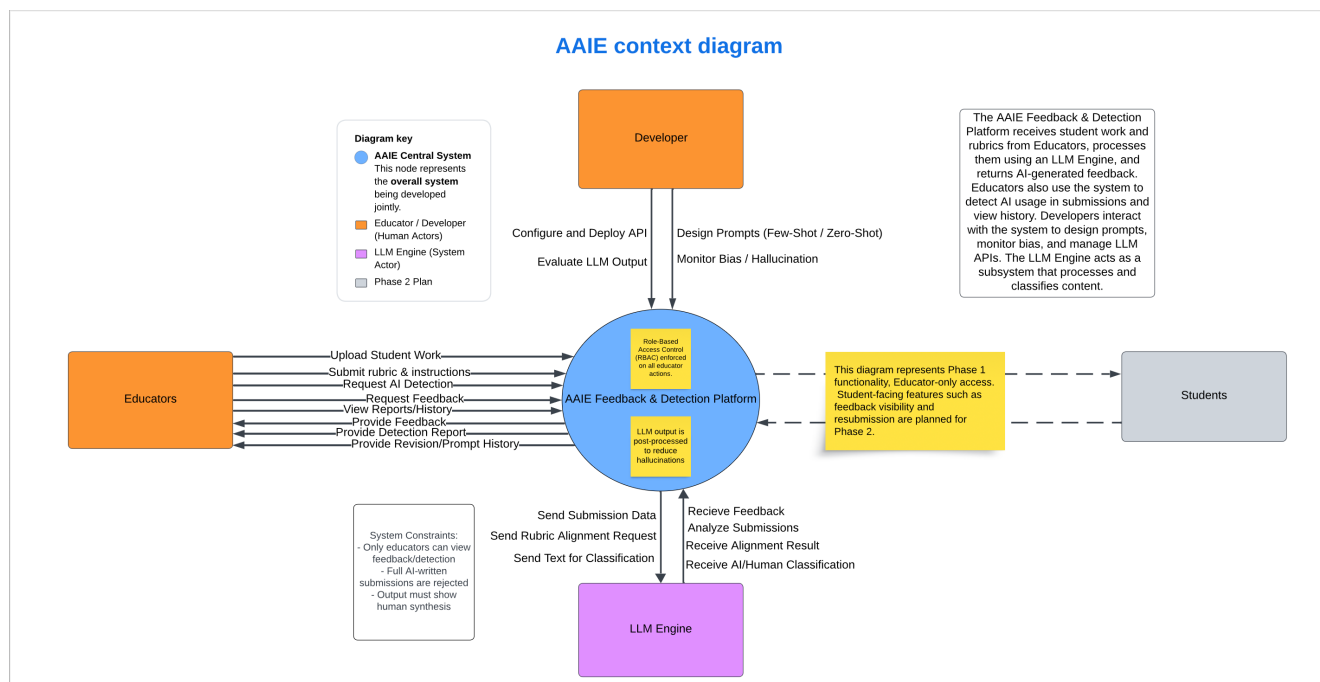 AAIE context diagram
Developer
Diagram key
AAIE Central System
This node represents
the overall system
being developed
jointly.
Educator / Developer
(Human Actors)
LLM Engine (System
Actor)
Phase 2 Plan
The AAIE Feedback & Detection
Platform receives student work and
rubrics from Educators, processes
them using an LLM Engine, and
returns AI-generated feedback.
Educators also use the system to
detect AI usage in submissions and
view history. Developers interact
with the system to design prompts,
monitor bias, and manage LLM
APIs. The LLM Engine acts as a
subsystem that processes and
classifies content.
Configure and Deploy API
Evaluate LLM Output
Design Prompts (Few-Shot / Zero-Shot)
Monitor Bias / Hallucination
Educators
Upload Student Work
Submit rubric & instructions
Request AI Detection
Request Feedback
View Reports/History
Provide Feedback
Provide Detection Report
Provide Revision/Prompt History
Role-Based
Access Control
(RBAC) enforced
on all educator
actions.
AAIE Feedback & Detection Platform
LLM output is
post-processed
to reduce
hallucinations
This diagram represents Phase 1
functionality, Educator-only access.
Student-facing features such as
feedback visibility and
resubmission are planned for
Phase 2.
Students
System Constraints:
- Only educators can view
feedback/detection
- Full AI-written
submissions are rejected
- Output must show
human synthesis
Send Submission Data
Send Rubric Alignment Request
Send Text for Classification
Recieve Feedback
Analyze Submissions
Receive Alignment Result
Receive AI/Human Classification
LLM Engine